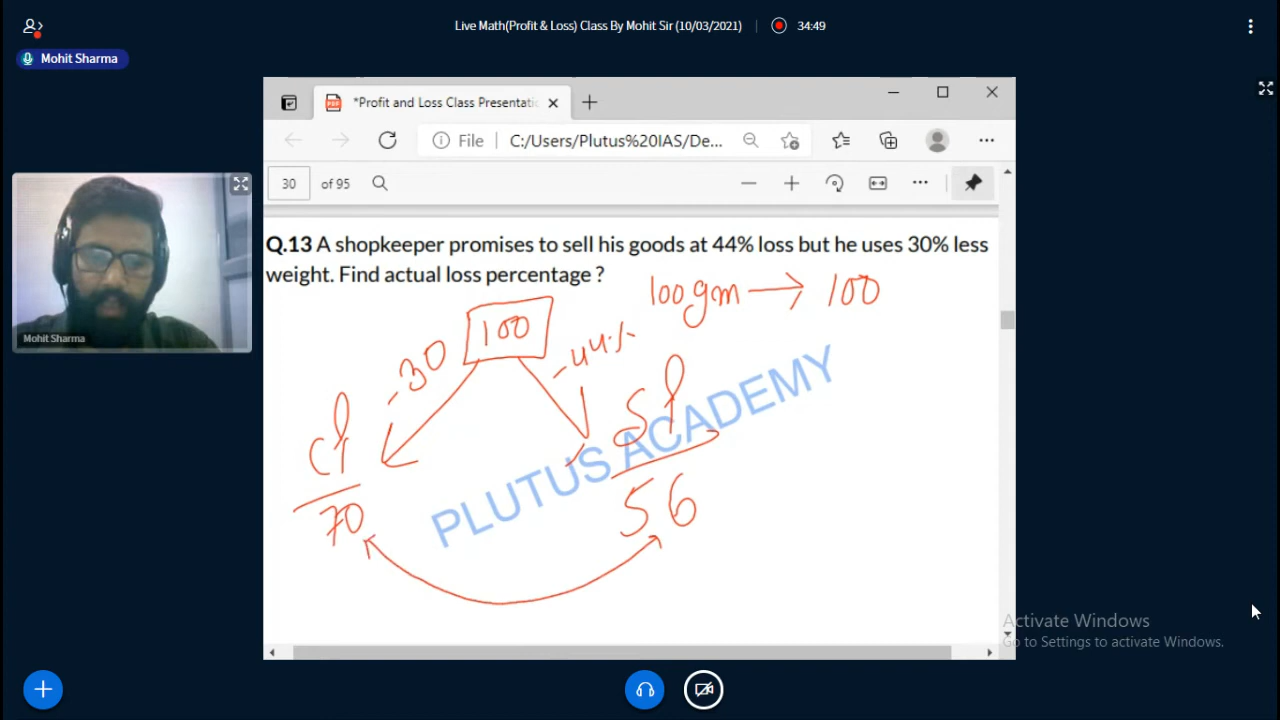 Live Math(Profit & Loss) Class By Mohit Sir (10/03/2021)
34:49
Mohit Sharma
*Profit and Loss Class Presentati
File
C:/Users/Plutus%20IAS/De...
30
of 95
Q.13 A shopkeeper promises to sell his goods at 44% loss but he uses 30% less
weight. Find actual loss percentage ?
100gm → 100
100
-30
-44%
CP
SP
70
56
PLUTUS ACADEMY
Mohit Sharma
Activate Windows
Go to Settings to activate Windows.